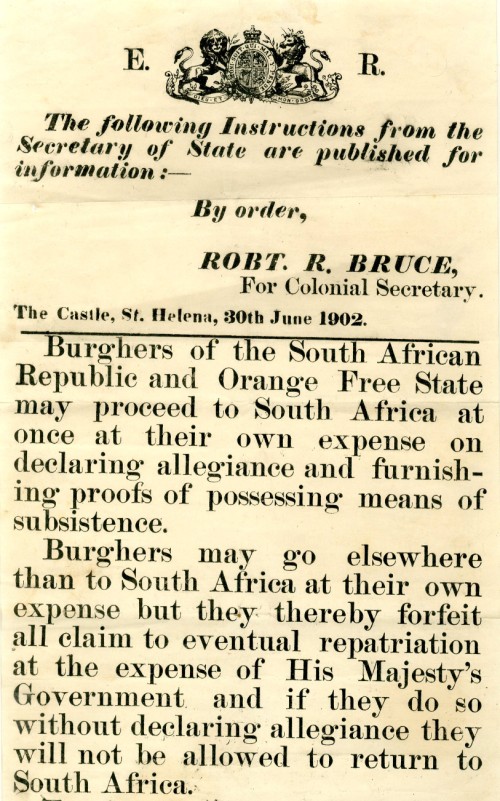 E. R.
The following Instructions from the
Secretary of State are published for
information:—
By order,
ROBT. R. BRUCE,
For Colonial Secretary.
The Castle, St. Helena, 30th June 1902.
Burghers of the South African
Republic and Orange Free State
may proceed to South Africa at
once at their own expense on
declaring allegiance and furnish-
ing proofs of possessing means of
subsistence.
Burghers may go elsewhere
than to South Africa at their own
expense but they thereby forfeit
all claim to eventual repatriation
at the expense of His Majesty's
Government and if they do so
without declaring allegiance they
will not be allowed to return to
South Africa.